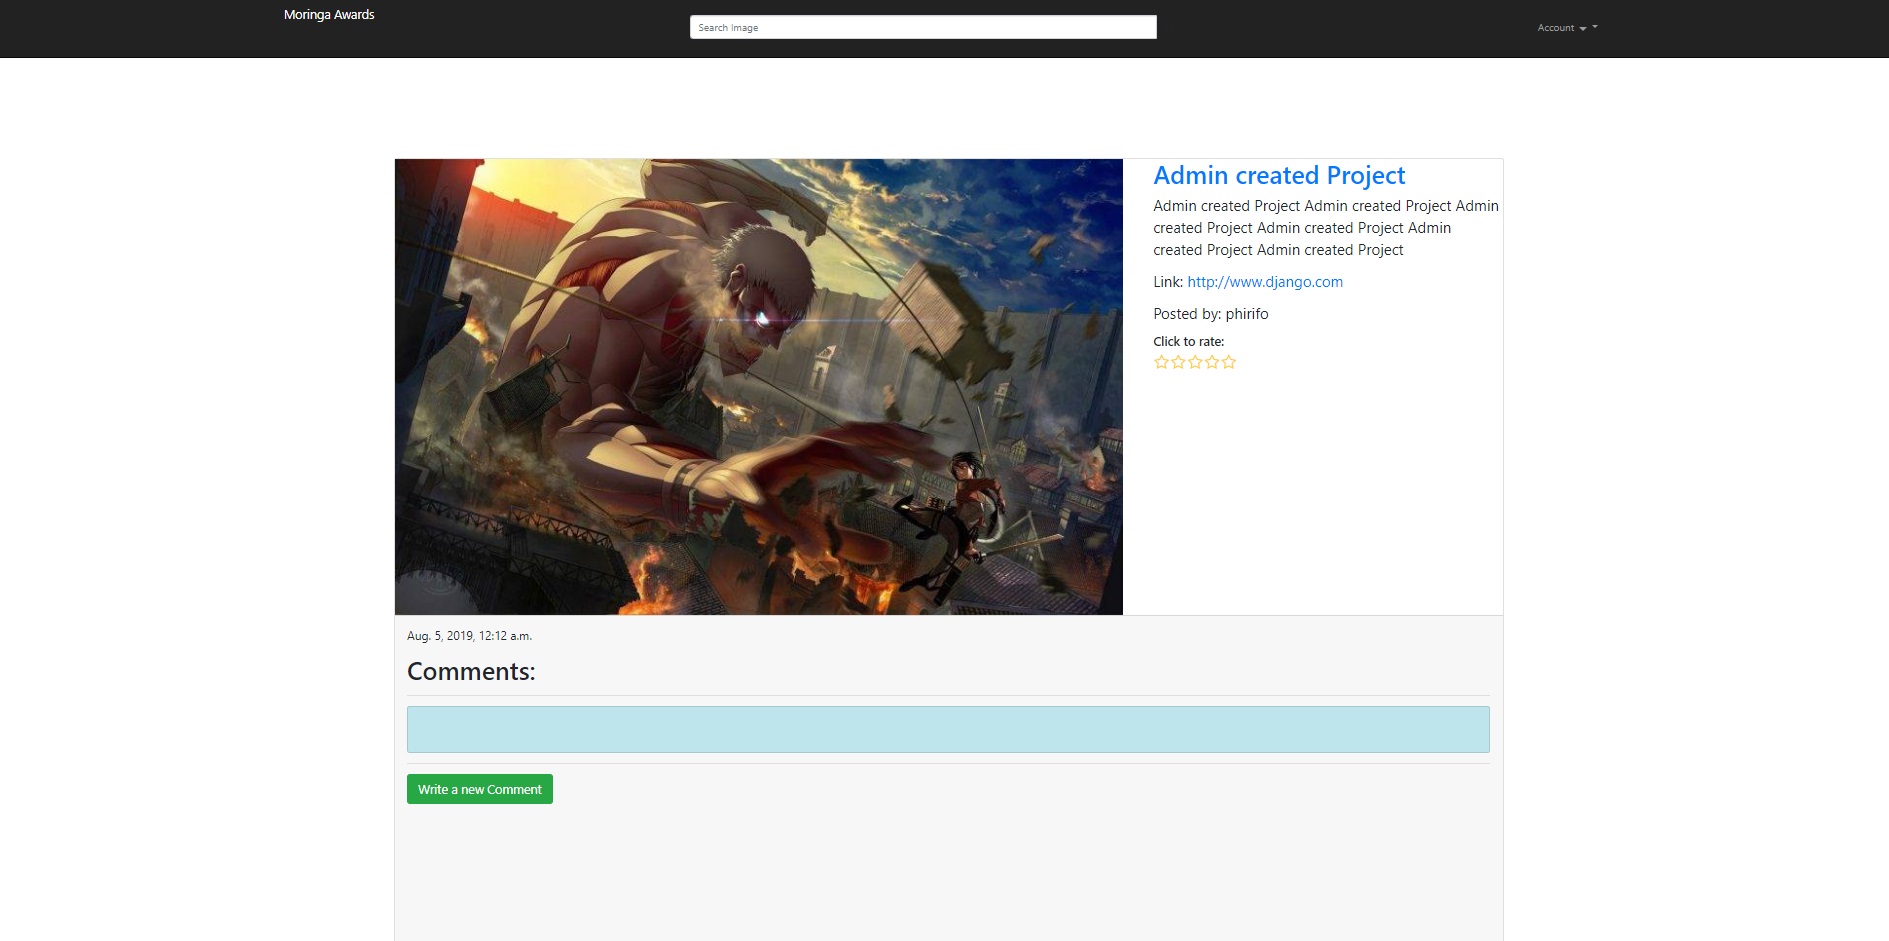 Moringa Awards
Search Image
Account
Admin created Project
Admin created Project Admin created Project Admin
created Project Admin created Project Admin
created Project Admin created Project
Link: http://www.django.com
Posted by: phirifo
Click to rate:
Aug. 5, 2019, 12:12 a.m.
Comments:
Write a new Comment